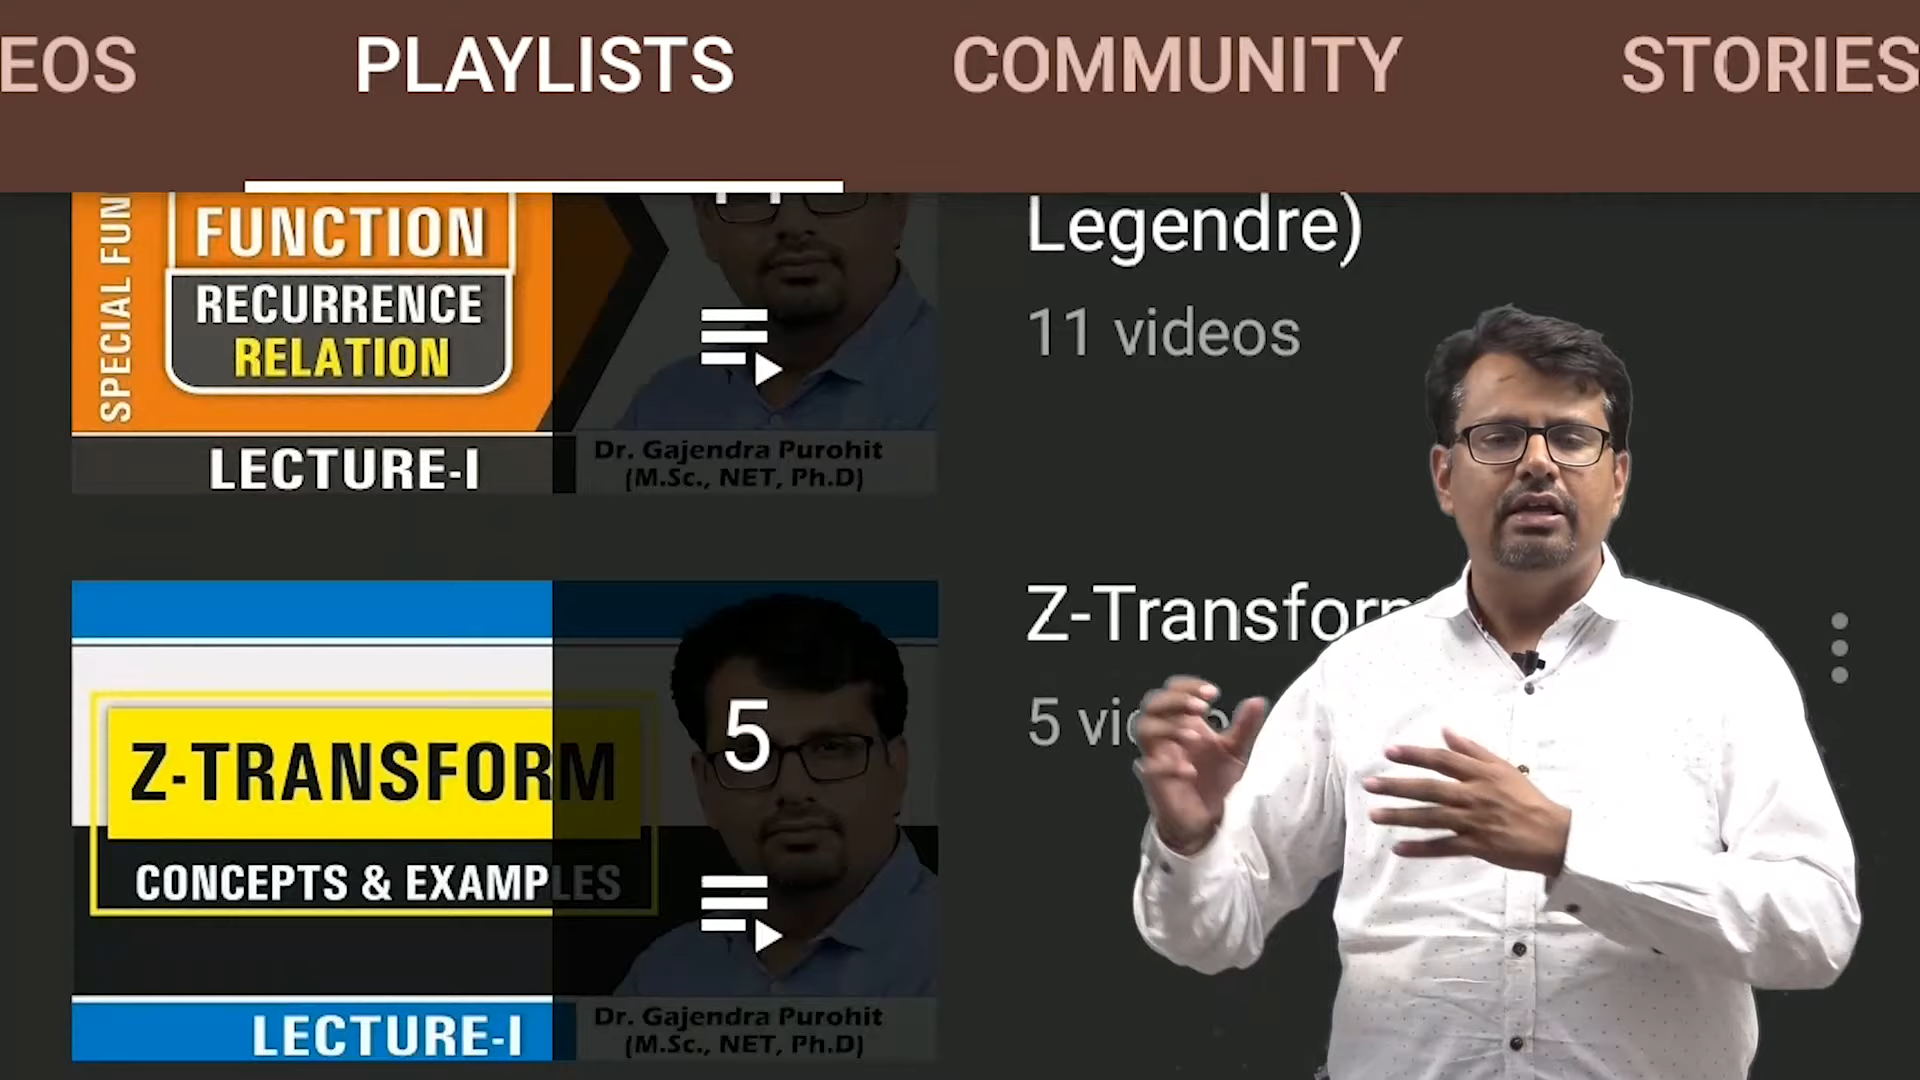 EOS PLAYLISTS COMMUNITY STORIES
SPECIAL FUN
FUNCTION
RECURRENCE
RELATION
LECTURE-I
Dr. Gajendra Purohit
(M.Sc., NET, Ph.D)
Legendre)
11 videos
Z-TRANSFORM
CONCEPTS & EXAMPLES
LECTURE-I
5
Dr. Gajendra Purohit
(M.Sc., NET, Ph.D)
Z-Transfor
5